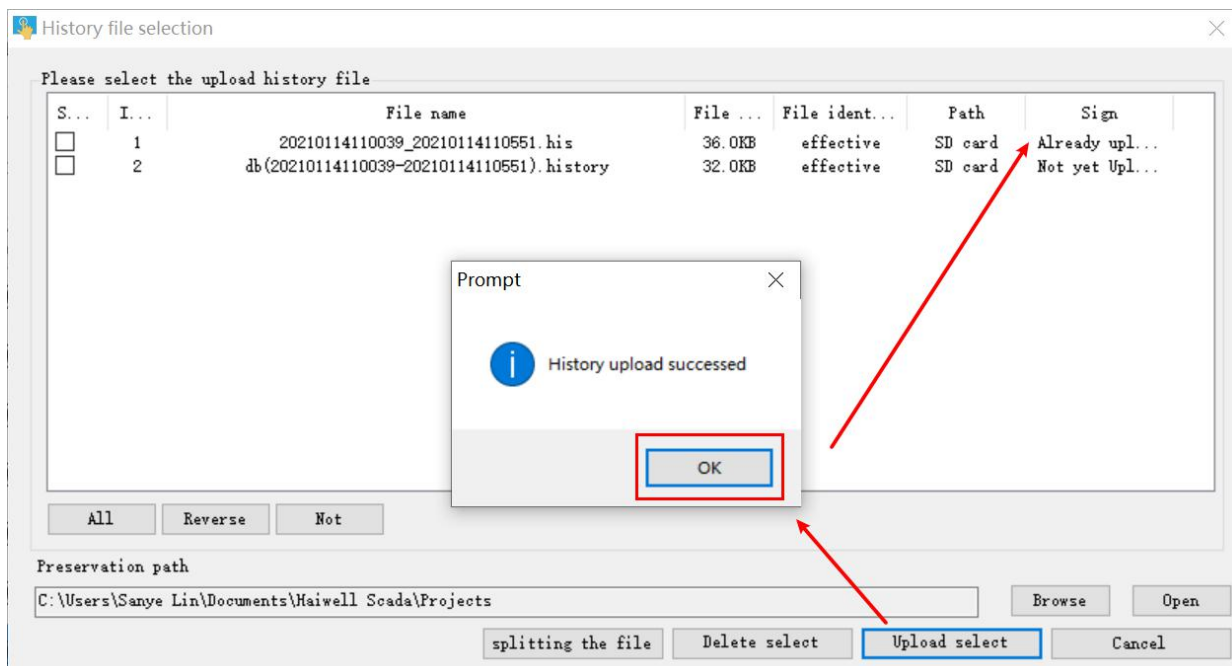 History file selection
Please select the upload history file
S... I... File name File ... File ident... Path Sign
1 20210114110039_20210114110551.his 36.0KB effective SD card Already upl...
2 db(20210114110039-20210114110551).history 32.0KB effective SD card Not yet Upl...
Prompt
History upload successed
OK
All Reverse Not
Preservation path
C:\Users\Sanye Lin\Documents\Haiwell Scada\Projects Browse Open
splitting the file Delete select Upload select Cancel